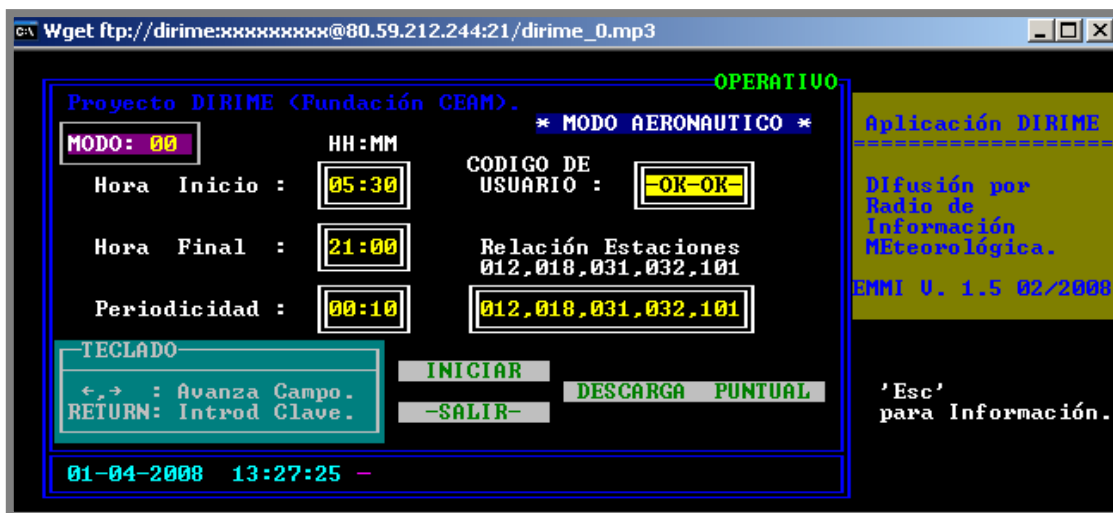 Wget ftp://dirime:xxxxxxxxxx@80.59.212.244:21/dirime_0.mp3
OPERATIVO
Proyecto DIRIME (Fundación CEAM).
* MODO AERONAUTICO *
MODO: 00
HH:MM
Hora Inicio : 05:30
CODIGO DE
USUARIO : -OK-OK-
Hora Final : 21:00
Relación Estaciones
012,018,031,032,101
Periodicidad : 00:10
012,018,031,032,101
TECLADO
←,→ : Avanza Campo.
RETURN: Introd Clave.
INICIAR
DESCARGA PUNTUAL
-SALIR-
01-04-2008 13:27:25 -
Aplicación DIRIME
===================
DIfusión por
Radio de
Información
MEteorológica.
EMMI V. 1.5 02/2008
'Esc'
para Información.